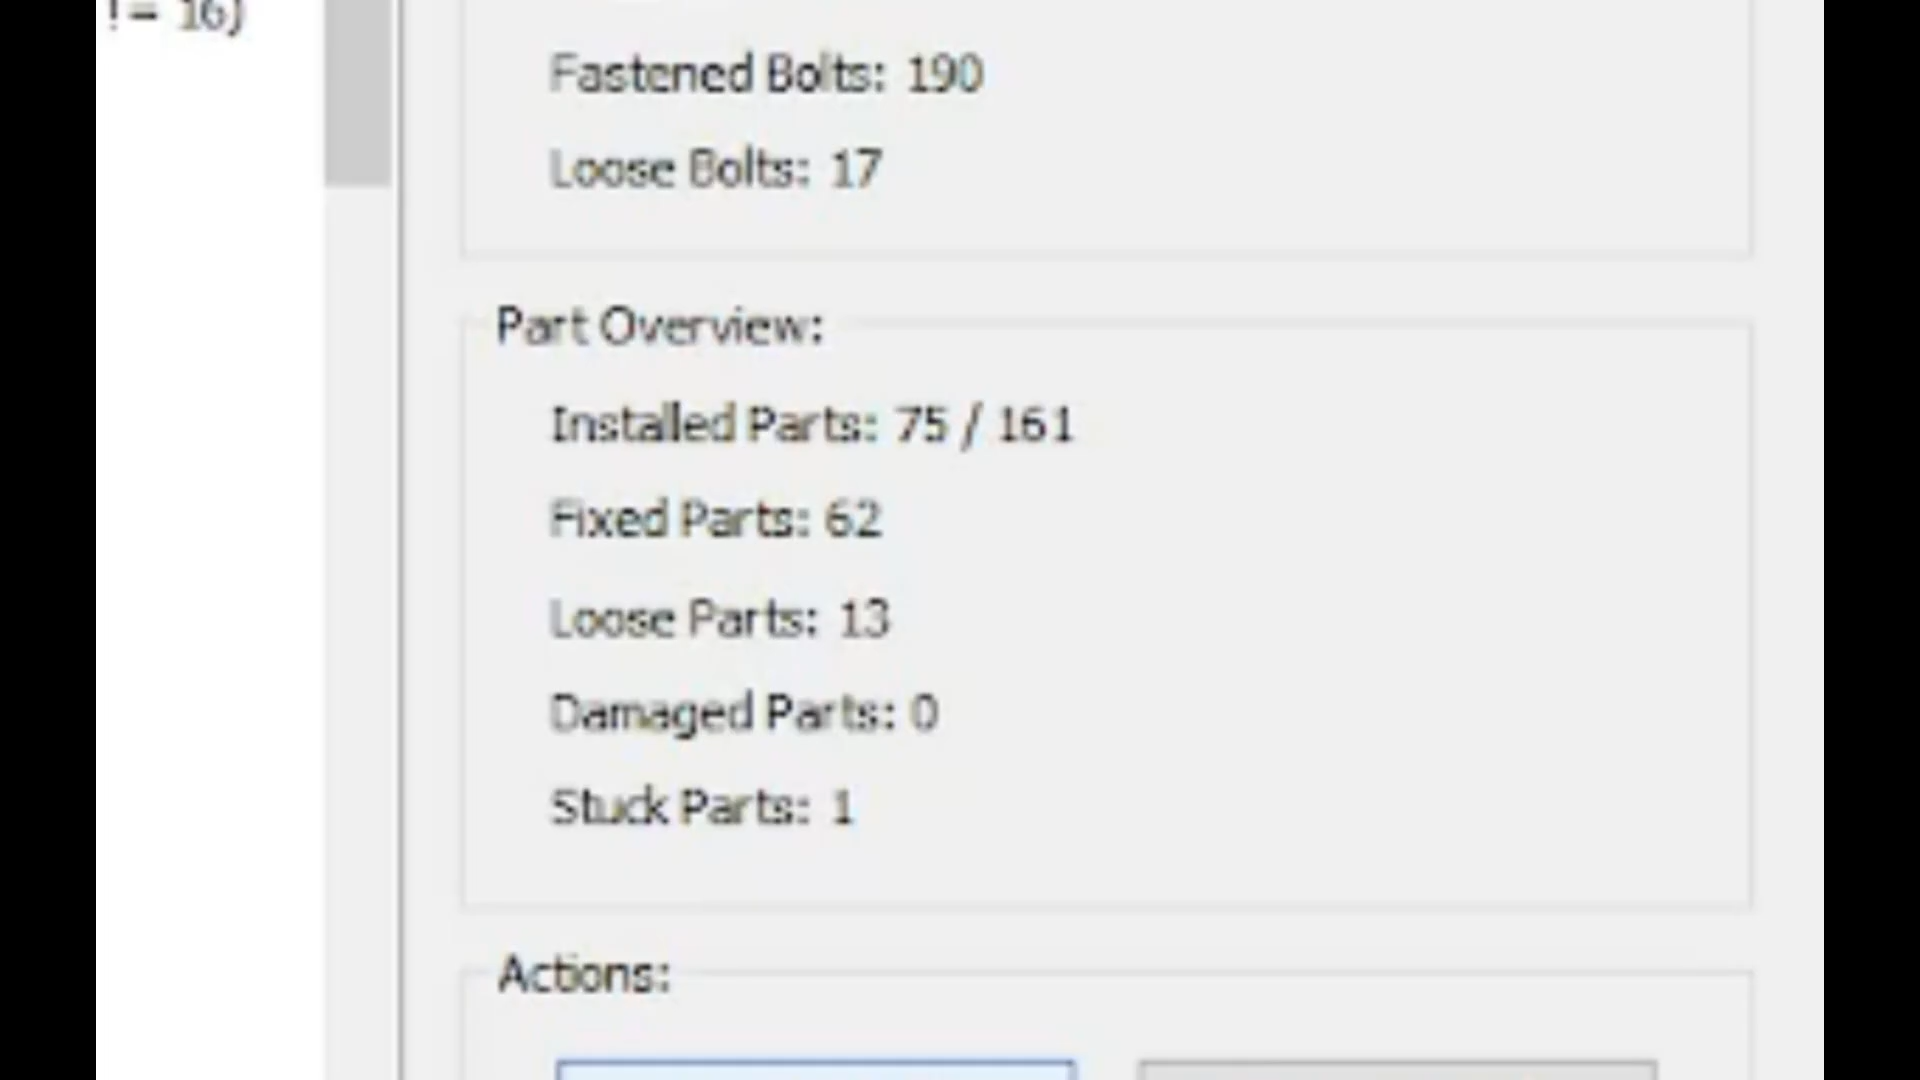 != 16)
Fastened Bolts: 190
Loose Bolts: 17
Part Overview:
Installed Parts: 75 / 161
Fixed Parts: 62
Loose Parts: 13
Damaged Parts: 0
Stuck Parts: 1
Actions: